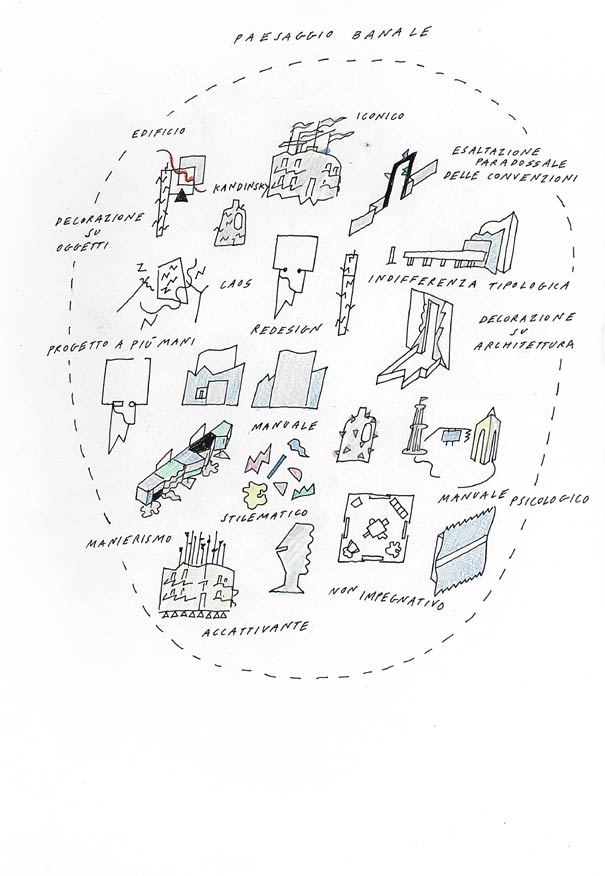 PAESAGGIO BANALE
ICONICO
EDIFICIO
ESALTAZIONE
PARADOSSALE
DELLE CONVENZIONI
KANDINSKY
DECORAZIONE
SU
OGGETTI
CAOS
INDIFFERENZA TIPOLOGICA
REDESIGN
DECORAZIONE
SU
ARCHITETTURA
PROGETTO A PIÙ MANI
MANUALE
MANUALE PSICOLOGICO
STILEMATICO
MANIERISMO
NON IMPEGNATIVO
ACCATTIVANTE